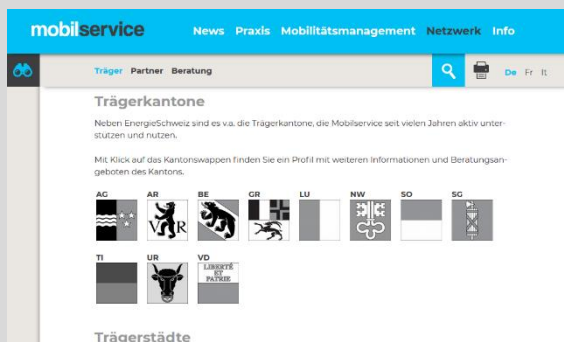 mobilservice
News Praxis Mobilitätsmanagement Netzwerk Info
Träger Partner Beratung
De Fr It
Trägerkantone
Neben EnergieSchweiz sind es v.a. die Trägerkantone, die Mobilservice seit vielen Jahren aktiv unter-
stützen und nutzen.
Mit Klick auf das Kantonswappen finden Sie ein Profil mit weiteren Informationen und Beratungsan-
geboten des Kantons.
AG AR BE GR LU NW SO SG
V R
TI UR VD
LIBERTÉ
ET
PATRIE
Trägerstädte